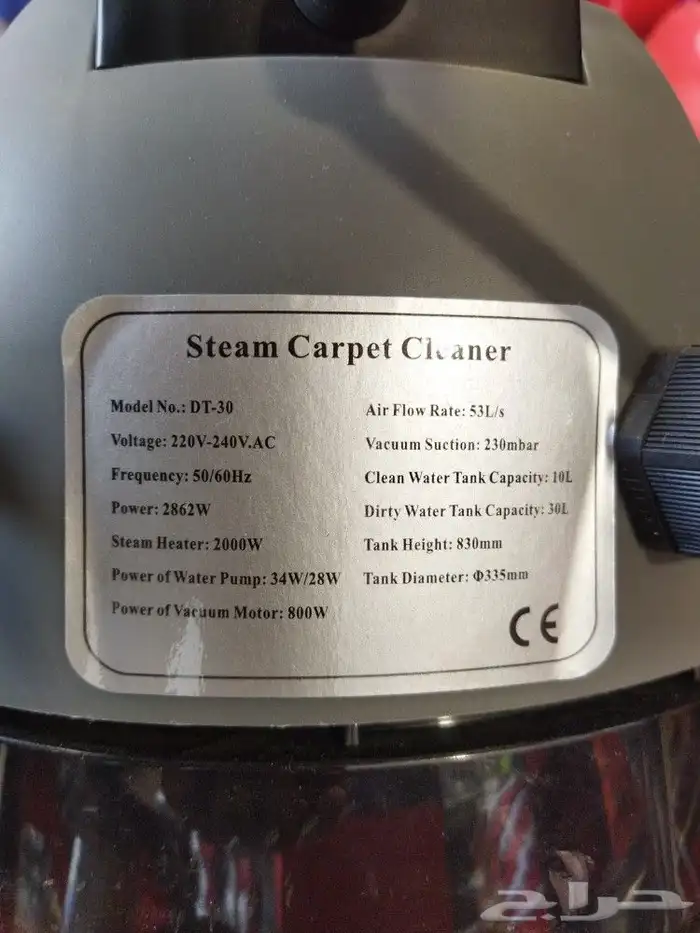 Steam Carpet Cleaner
Model No.: DT-30
Voltage: 220V-240V.AC
Frequency: 50/60Hz
Power: 2862W
Steam Heater: 2000W
Power of Water Pump: 34W/28W
Power of Vacuum Motor: 800W
Air Flow Rate: 53L/s
Vacuum Suction: 230mbar
Clean Water Tank Capacity: 10L
Dirty Water Tank Capacity: 30L
Tank Height: 830mm
Tank Diameter: Φ335mm
CE
حراج